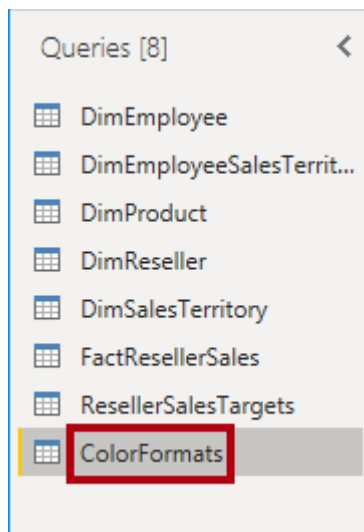 Queries [8]
DimEmployee
DimEmployeeSalesTerrit...
DimProduct
DimReseller
DimSalesTerritory
FactResellerSales
ResellerSalesTargets
ColorFormats